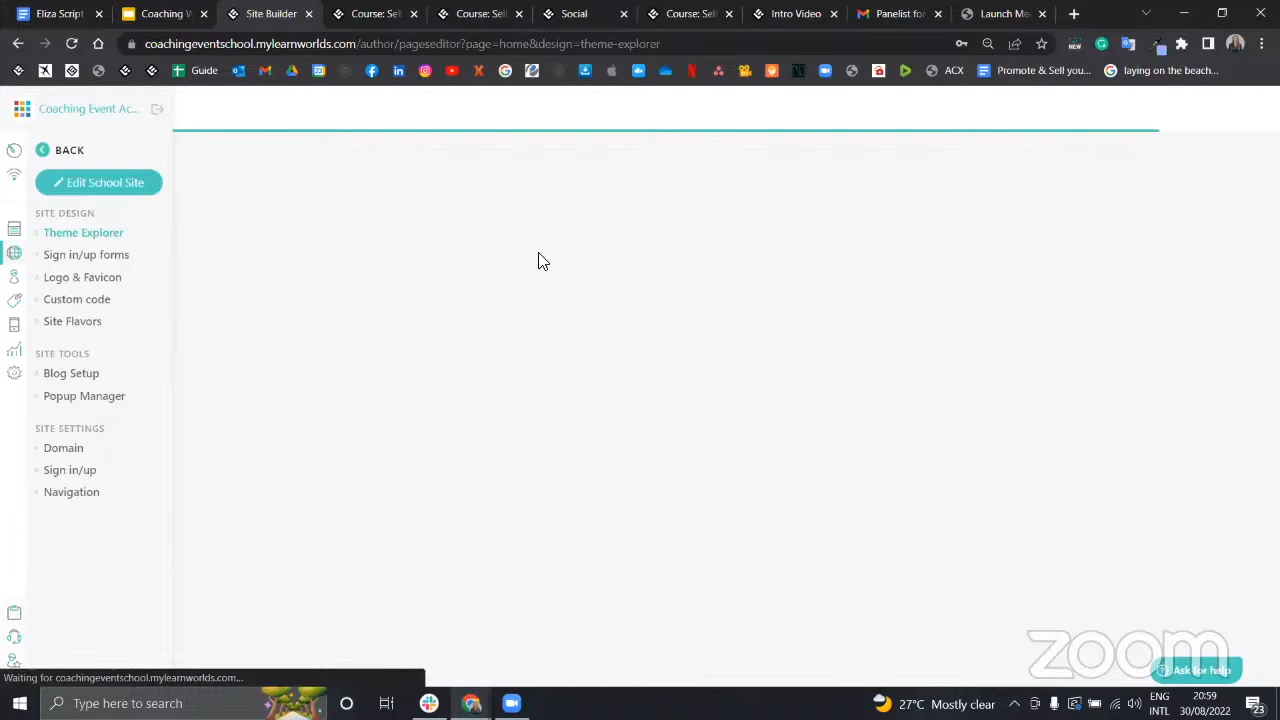 Eliza Script
Coaching W
Site Builder
Course: Sell
Course: Sell
Social
Course: Sell
Intro Video
Palelist for
Launch Me
coachingeventschool.mylearnworlds.com/author/pageseditor?page=home&design=theme-explorer
Guide
ACX
Promote & Sell you...
laying on the beach...
Coaching Event Ac...
BACK
Edit School Site
SITE DESIGN
Theme Explorer
Sign in/up forms
Logo & Favicon
Custom code
Site Flavors
SITE TOOLS
Blog Setup
Popup Manager
SITE SETTINGS
Domain
Sign in/up
Navigation
zoom
Ask for help
Waiting for coachingeventschool.mylearnworlds.com...
Type here to search
27°C Mostly clear
ENG
INTL
20:59
30/08/2022
23